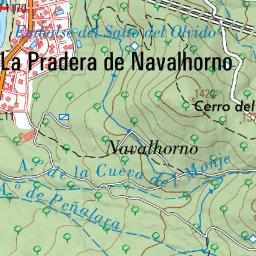 1170
Embalse del Salto del Olvido
La Pradera de Navalhorno
Cerro del
Navalhorno
A.º de la Cueva del Monje
A.º de Peñalara